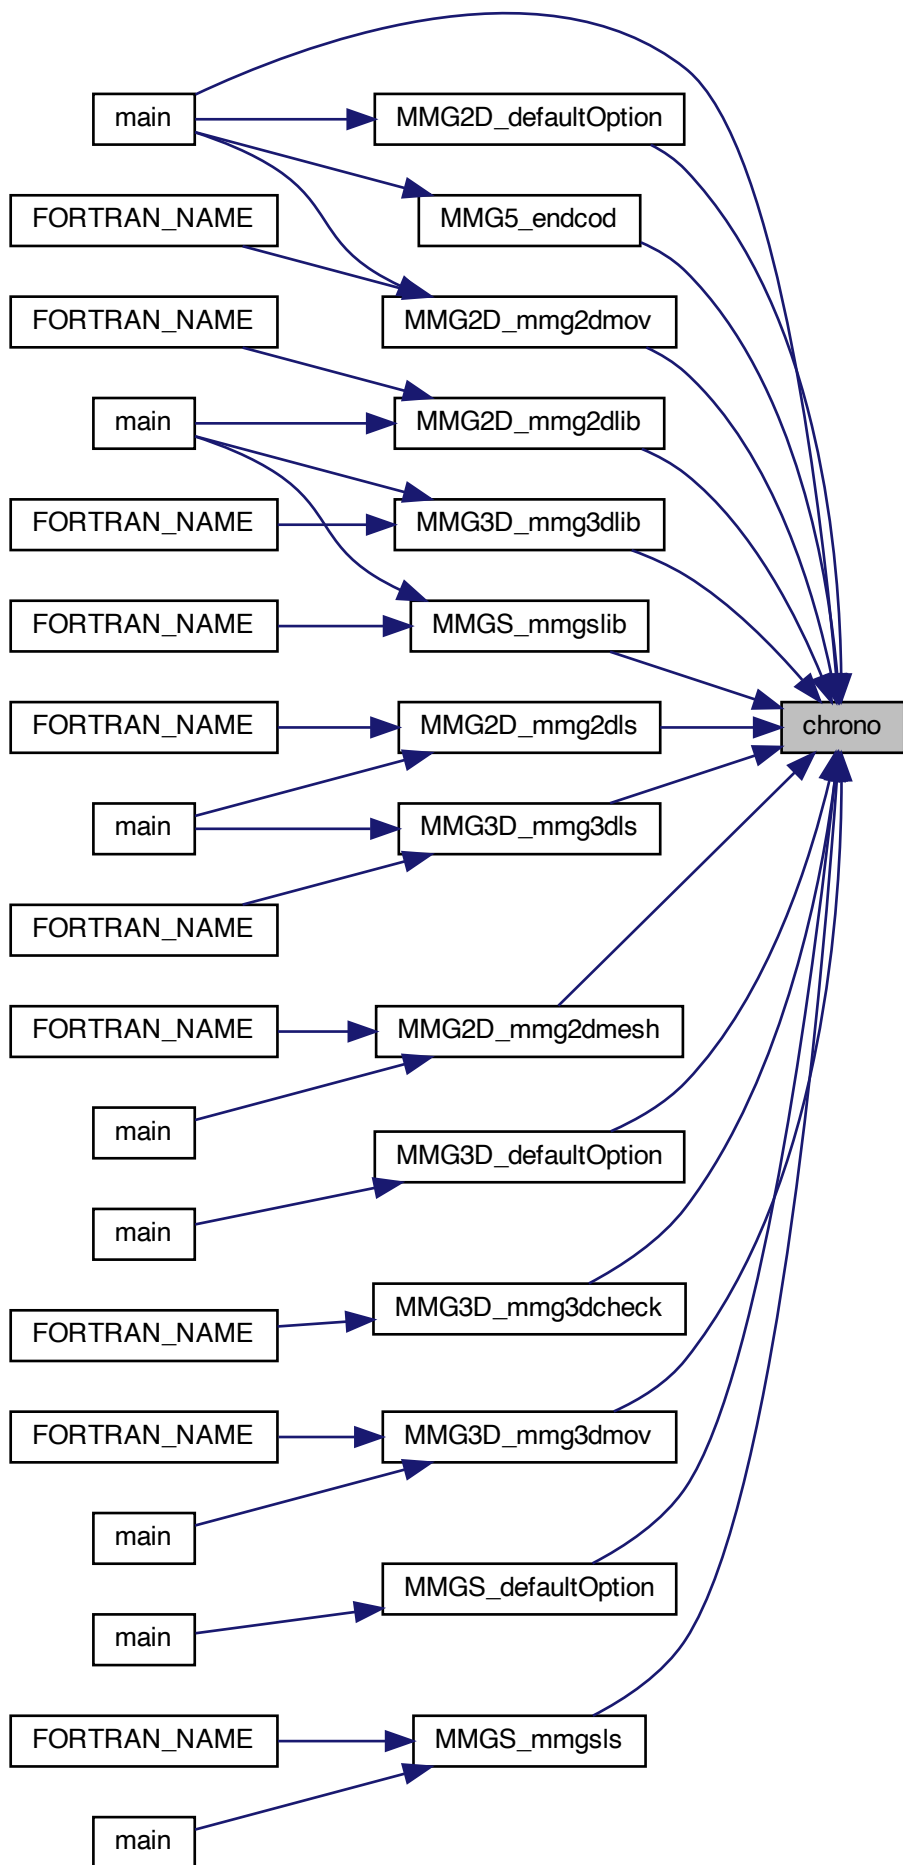 main
MMG2D_defaultOption
FORTRAN_NAME
MMG5_endcod
FORTRAN_NAME
MMG2D_mmg2dmov
main
MMG2D_mmg2dlib
FORTRAN_NAME
MMG3D_mmg3dlib
FORTRAN_NAME
MMGS_mmgslib
FORTRAN_NAME
MMG2D_mmg2dls
chrono
main
MMG3D_mmg3dls
FORTRAN_NAME
FORTRAN_NAME
MMG2D_mmg2dmesh
main
MMG3D_defaultOption
main
MMG3D_mmg3dcheck
FORTRAN_NAME
FORTRAN_NAME
MMG3D_mmg3dmov
main
MMGS_defaultOption
main
FORTRAN_NAME
MMGS_mmgsls
main